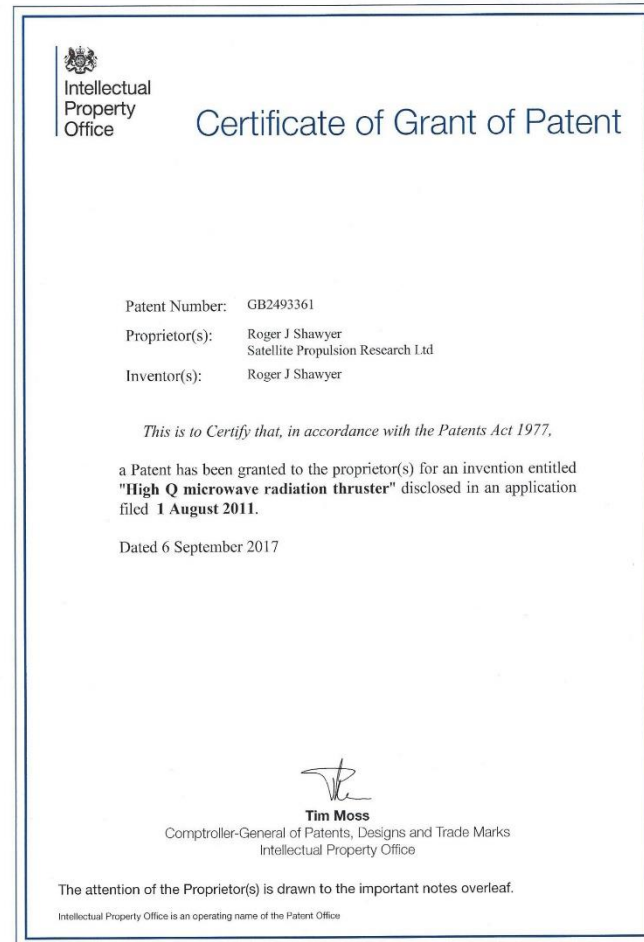 Intellectual
Property
Office
Certificate of Grant of Patent
Patent Number: GB2493361
Proprietor(s): Roger J Shawyer
Satellite Propulsion Research Ltd
Inventor(s): Roger J Shawyer
This is to Certify that, in accordance with the Patents Act 1977,
a Patent has been granted to the proprietor(s) for an invention entitled
"High Q microwave radiation thruster" disclosed in an application
filed 1 August 2011.
Dated 6 September 2017
Tim Moss
Comptroller-General of Patents, Designs and Trade Marks
Intellectual Property Office
The attention of the Proprietor(s) is drawn to the important notes overleaf.
Intellectual Property Office is an operating name of the Patent Office